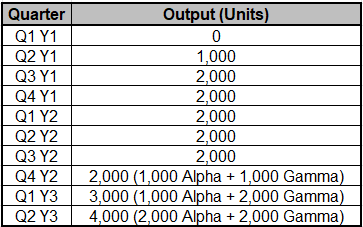 Quarter Output (Units)
Q1 Y1 0
Q2 Y1 1,000
Q3 Y1 2,000
Q4 Y1 2,000
Q1 Y2 2,000
Q2 Y2 2,000
Q3 Y2 2,000
Q4 Y2 2,000 (1,000 Alpha + 1,000 Gamma)
Q1 Y3 3,000 (1,000 Alpha + 2,000 Gamma)
Q2 Y3 4,000 (2,000 Alpha + 2,000 Gamma)